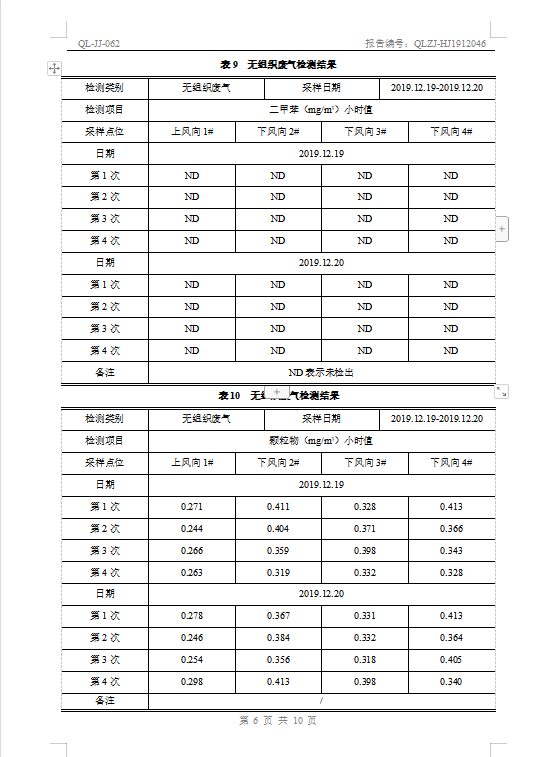 QL-JJ-062 报告编号：QLZJ-HJ1912046
表 9 无组织废气检测结果
检测类别 无组织废气 采样日期 2019.12.19-2019.12.20
检测项目 二甲苯（mg/m³）小时值
采样点位 上风向 1# 下风向 2# 下风向 3# 下风向 4#
日期 2019.12.19
第 1 次 ND ND ND ND
第 2 次 ND ND ND ND
第 3 次 ND ND ND ND
第 4 次 ND ND ND ND
日期 2019.12.20
第 1 次 ND ND ND ND
第 2 次 ND ND ND ND
第 3 次 ND ND ND ND
第 4 次 ND ND ND ND
备注 ND 表示未检出
表 10 无组 气检测结果
检测类别 无组织废气 采样日期 2019.12.19-2019.12.20
检测项目 颗粒物（mg/m³）小时值
采样点位 上风向 1# 下风向 2# 下风向 3# 下风向 4#
日期 2019.12.19
第 1 次 0.271 0.411 0.328 0.413
第 2 次 0.244 0.404 0.371 0.366
第 3 次 0.266 0.359 0.398 0.343
第 4 次 0.263 0.319 0.332 0.328
日期 2019.12.20
第 1 次 0.278 0.367 0.331 0.413
第 2 次 0.246 0.384 0.332 0.364
第 3 次 0.254 0.356 0.318 0.405
第 4 次 0.298 0.413 0.398 0.340
备注 /
第 6 页 共 10 页